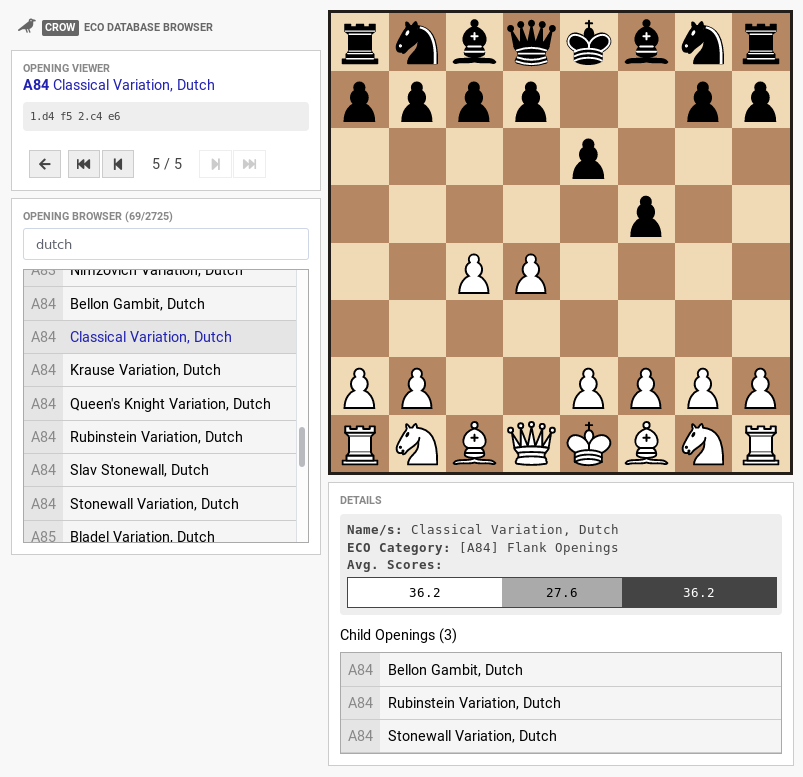 CROW ECO DATABASE BROWSER
OPENING VIEWER
A84 Classical Variation, Dutch
1.d4 f5 2.c4 e6
5 / 5
OPENING BROWSER (69/2725)
dutch
A83 Nimzovich Variation, Dutch
A84 Bellon Gambit, Dutch
A84 Classical Variation, Dutch
A84 Krause Variation, Dutch
A84 Queen's Knight Variation, Dutch
A84 Rubinstein Variation, Dutch
A84 Slav Stonewall, Dutch
A84 Stonewall Variation, Dutch
A85 Bladel Variation, Dutch
DETAILS
Name/s: Classical Variation, Dutch
ECO Category: [A84] Flank Openings
Avg. Scores:
36.2 27.6 36.2
Child Openings (3)
A84 Bellon Gambit, Dutch
A84 Rubinstein Variation, Dutch
A84 Stonewall Variation, Dutch